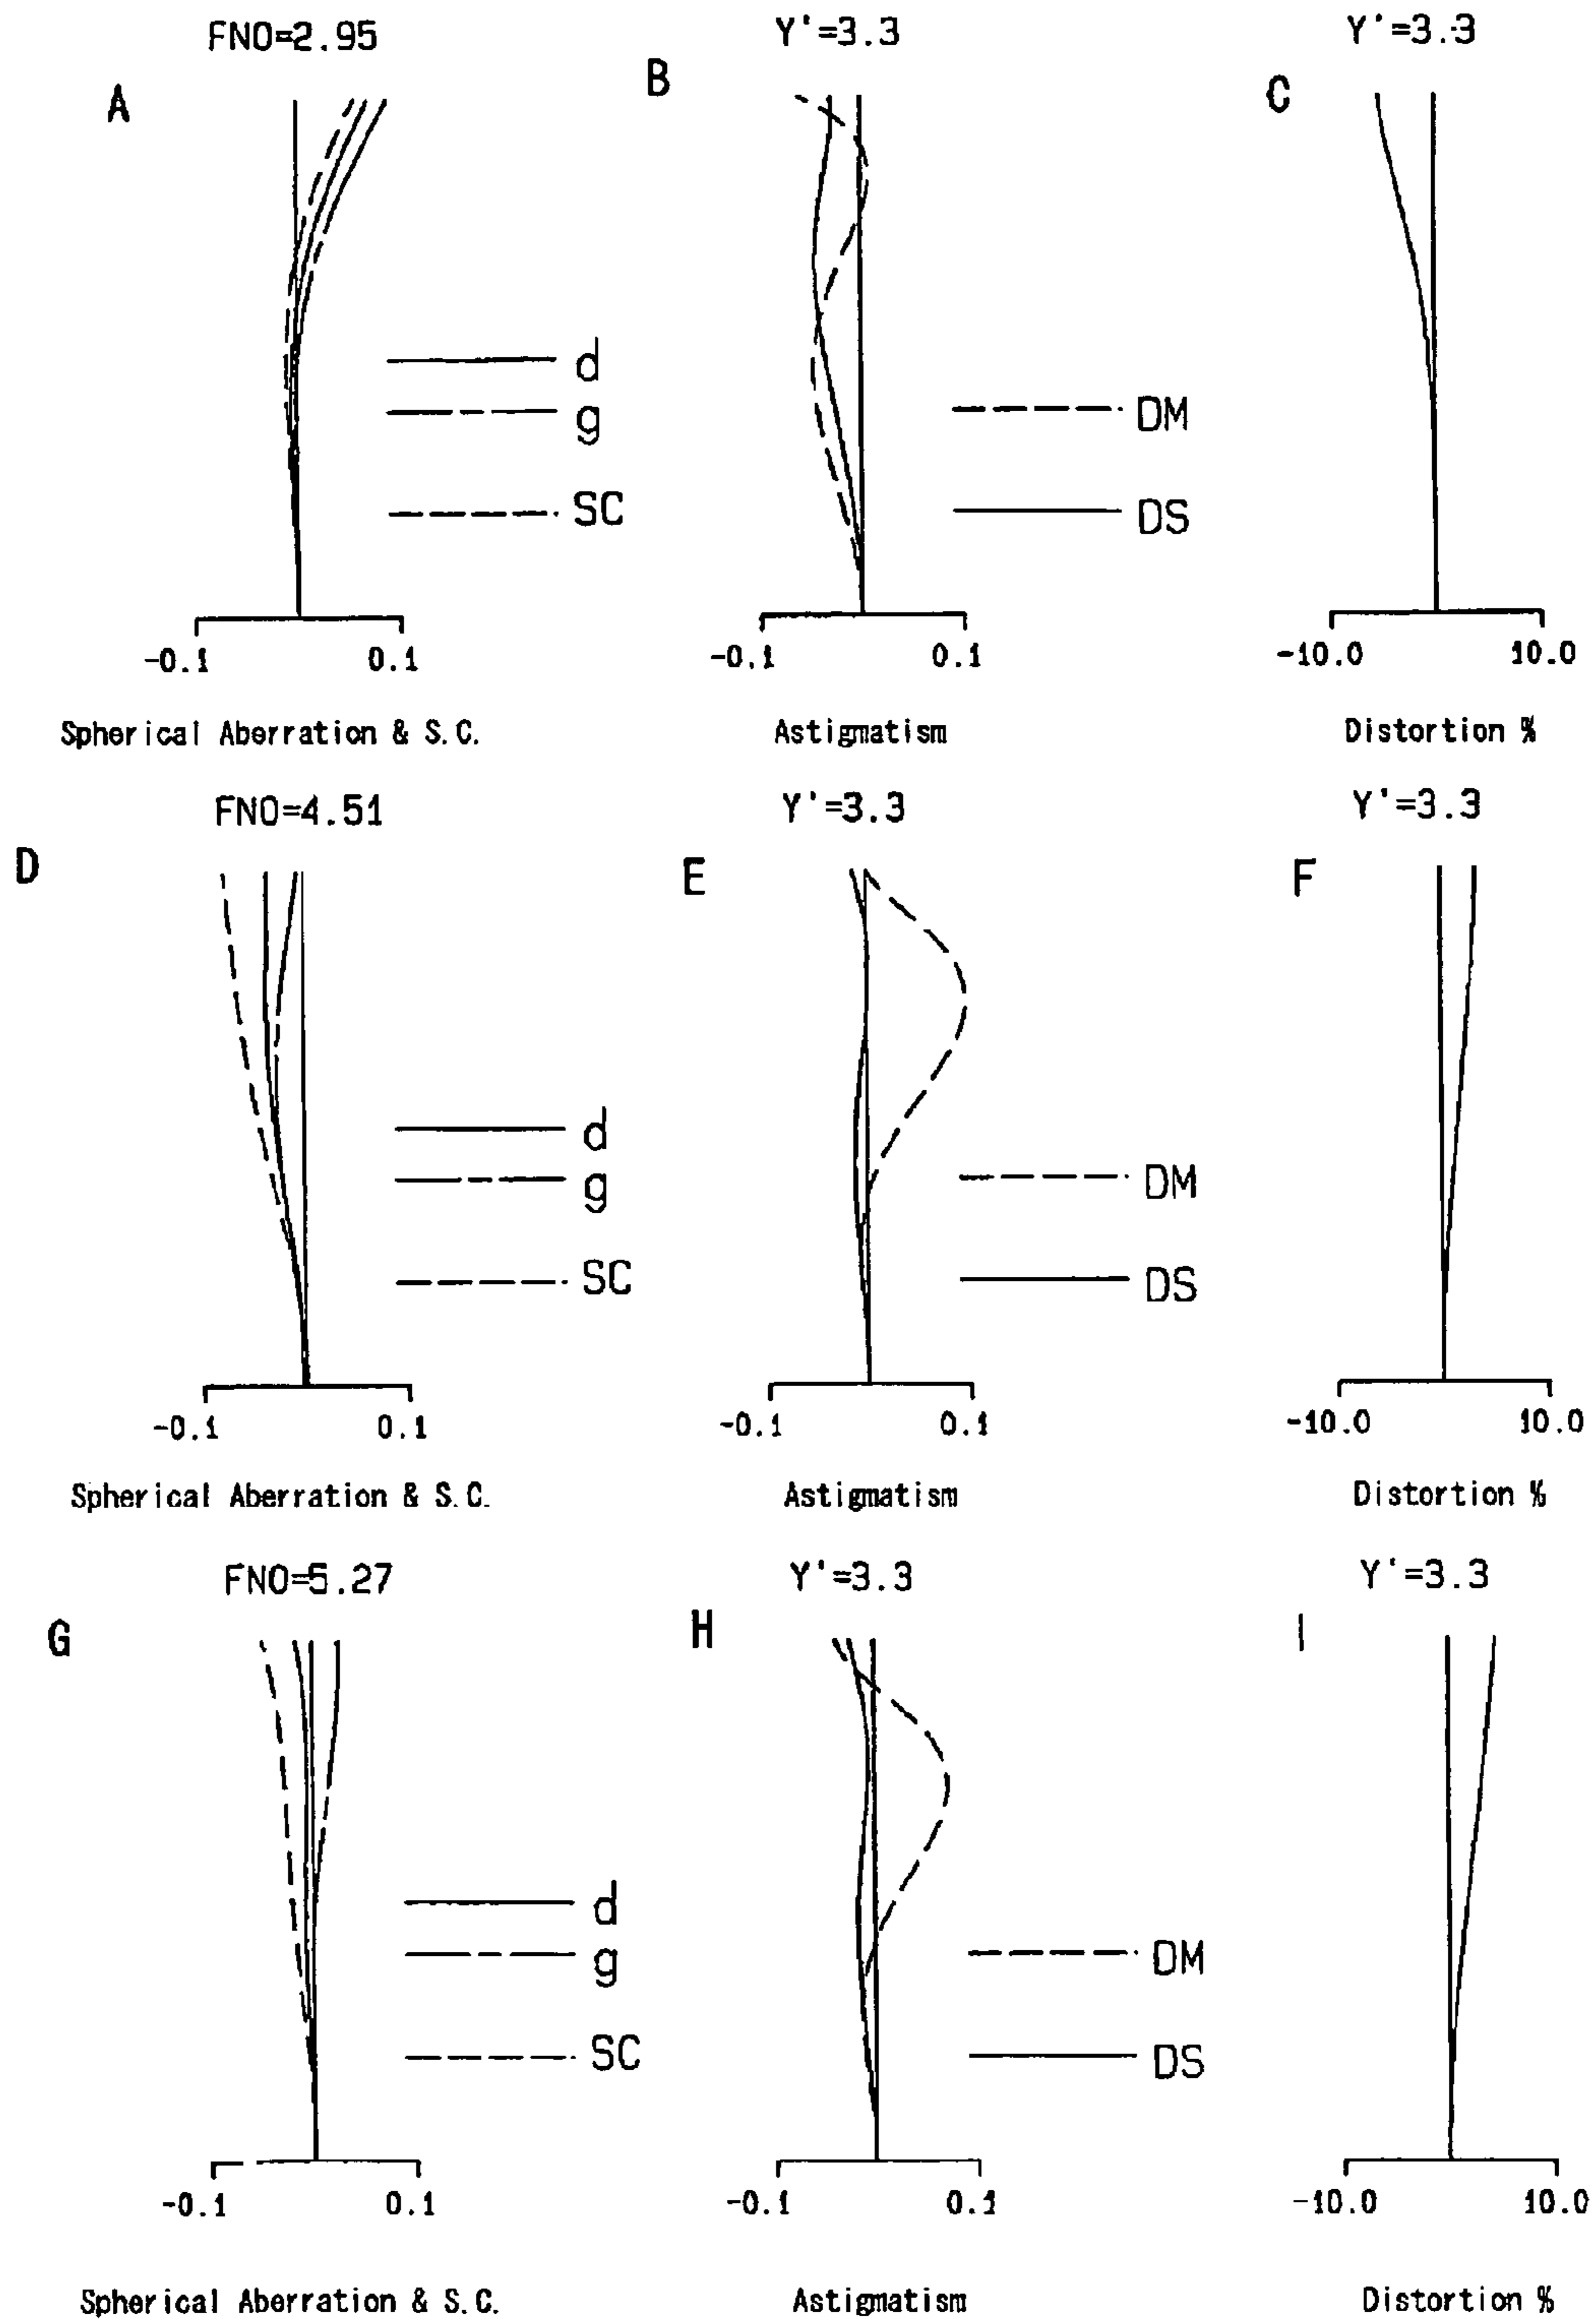 FNO=2.95
Y'=3.3
Y'=3.3
A
B
C
d
g
SC
DM
DS
-0.1
0.1
-0.1
0.1
-10.0
10.0
Spherical Aberration & S.C.
Astigmatism
Distortion %
FNO=4.51
Y'=3.3
Y'=3.3
D
E
F
d
g
SC
DM
DS
-0.1
0.1
-0.1
0.1
-10.0
10.0
Spherical Aberration & S.C.
Astigmatism
Distortion %
FNO=5.27
Y'=3.3
Y'=3.3
G
H
I
d
g
SC
DM
DS
-0.1
0.1
-0.1
0.1
-10.0
10.0
Spherical Aberration & S.C.
Astigmatism
Distortion %